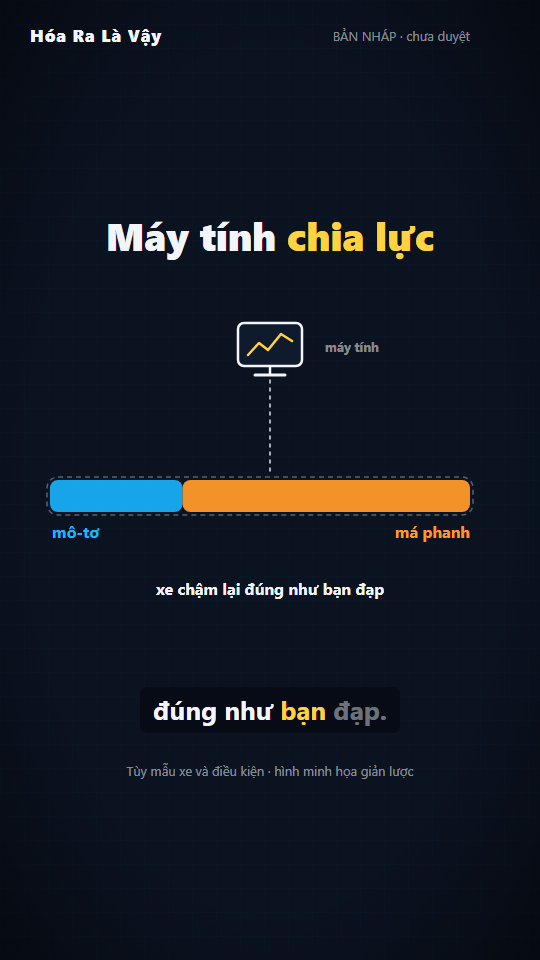 Hóa Ra Là Vậy
BẢN NHÁP · chưa duyệt
Máy tính chia lực
máy tính
mô-tơ
má phanh
xe chậm lại đúng như bạn đạp
đúng như bạn đạp.
Tùy mẫu xe và điều kiện · hình minh họa giản lược